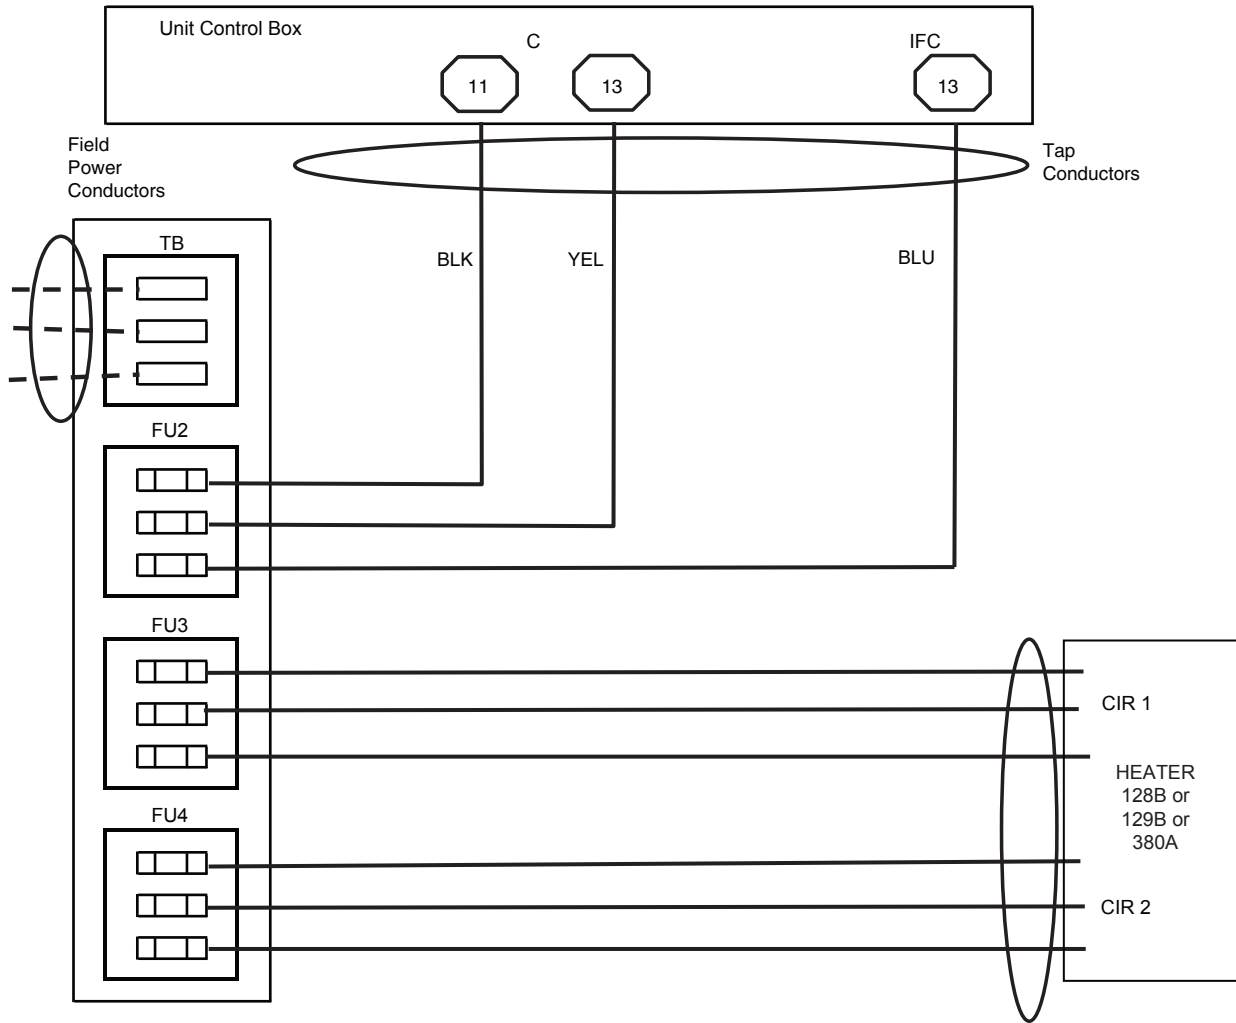 Unit Control Box
C
IFC
11
13
13
Field
Power
Conductors
Tap
Conductors
TB
BLK
YEL
BLU
FU2
FU3
CIR 1
HEATER
128B or
129B or
380A
FU4
CIR 2